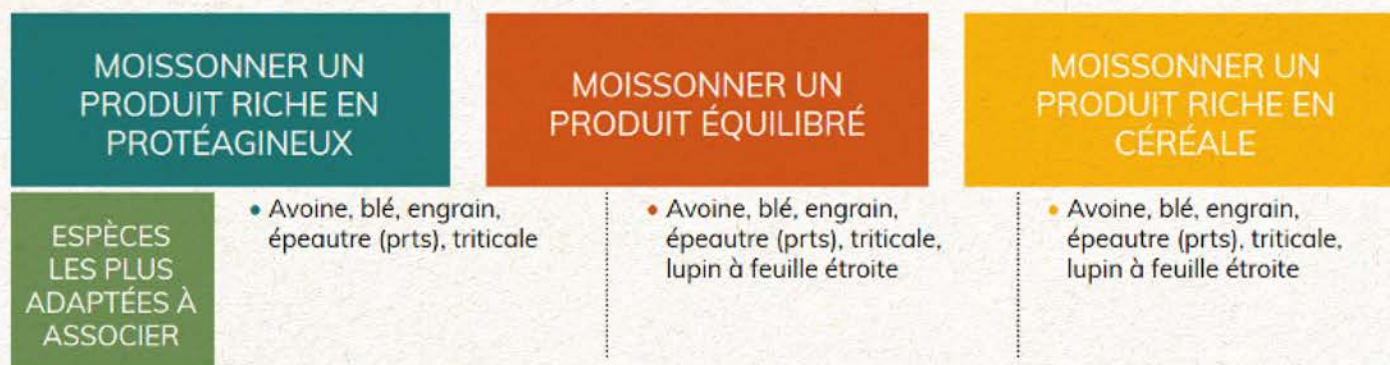 MOISSONNER UN
PRODUIT RICHE EN
PROTÉAGINEUX
MOISSONNER UN
PRODUIT ÉQUILIBRÉ
MOISSONNER UN
PRODUIT RICHE EN
CÉRÉALE
ESPÈCES
LES PLUS
ADAPTÉES À
ASSOCIER
• Avoine, blé, engrain,
épeautre (prts), triticale
• Avoine, blé, engrain,
épeautre (prts), triticale,
lupin à feuille étroite
• Avoine, blé, engrain,
épeautre (prts), triticale,
lupin à feuille étroite